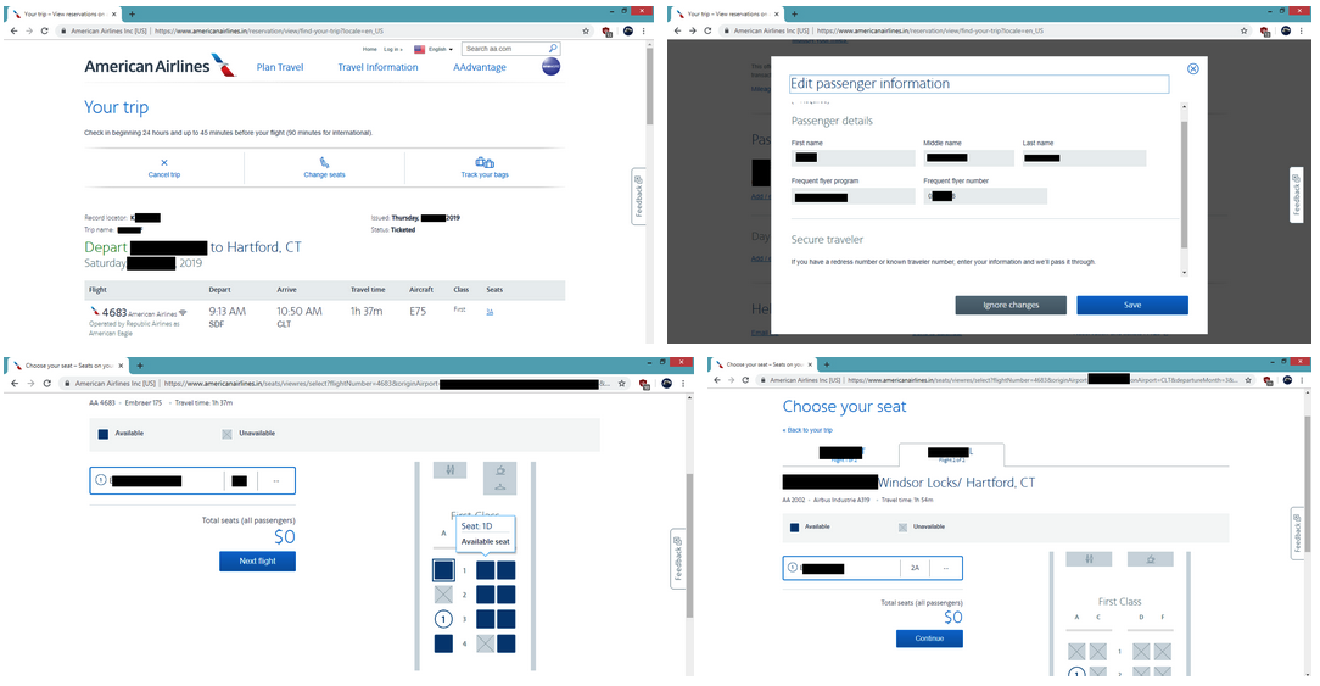 Your trip – View reservations on
American Airlines Inc [US] | https://www.americanairlines.in/reservation/view/find-your-trip?locale=en_US
Home Log in English Search aa.com
American Airlines Plan Travel Travel Information AAdvantage
Your trip
Check in beginning 24 hours and up to 45 minutes before your flight (90 minutes for international).
Cancel trip Change seats Track your bags
Feedback
Record locator: K Issued: Thursday, 2019
Trip name: Status: Ticketed
Depart to Hartford, CT
Saturday, 2019
Flight Depart Arrive Travel time Aircraft Class Seats
4683 American Airlines 9:13 AM 10:50 AM 1h 37m E75 First
Operated by Republic Airlines as SDF CLT
American Eagle
Your trip – View reservations on
American Airlines Inc [US] | https://www.americanairlines.in/reservation/view/find-your-trip?locale=en_US
Edit passenger information
Passenger details
First name Middle name Last name
Frequent flyer program Frequent flyer number
Secure traveler
If you have a redress number or known traveler number, enter your information and we'll pass it through.
Ignore changes Save
Feedback
Pas
Day
Hel
Choose your seat – Seats on you
American Airlines Inc [US] | https://www.americanairlines.in/seats/viewres/select?flightNumber=4683&originAirport= &...
AA 4683 - Embraer 175 - Travel time: 1h 37m
Available Unavailable
1
Total seats (all passengers)
$0
Next flight
First Class
A
Seat: 1D
Available seat
1
2
1 3
4
Feedback
Choose your seat – Seats on you
American Airlines Inc [US] | https://www.americanairlines.in/seats/viewres/select?flightNumber=4683&originAirport
Choose your seat
« Back to your trip
Flight 1 of 2 Flight 2 of 2
Windsor Locks/ Hartford, CT
AA 2002 - Airbus Industrie A319 - Travel time: 1h 54m
Available Unavailable
1 2A --
Total seats (all passengers)
$0
Continue
First Class
A C D F
1
1 2
Feedback